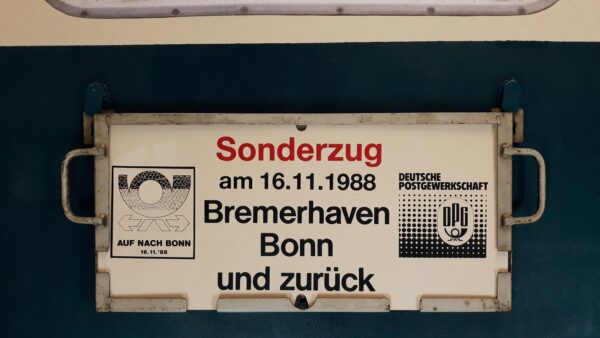 Sonderzug
am 16.11.1988
Bremerhaven
Bonn
und zurück
AUF NACH BONN
16.11.'88
DEUTSCHE
POSTGEWERKSCHAFT
DPG